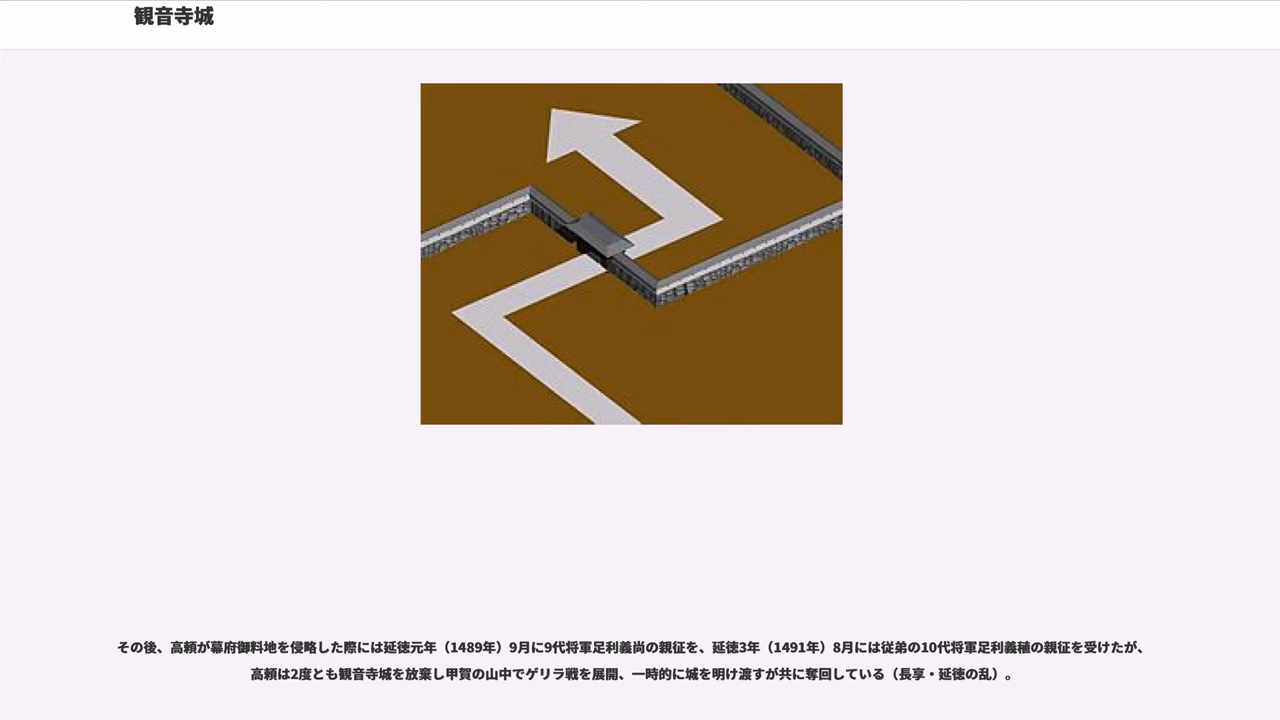 観音寺城
その後、高頼が幕府御料地を侵略した際には延徳元年（1489年）9月に9代将軍足利義尚の親征を、延徳3年（1491年）8月には従弟の10代将軍足利義稙の親征を受けたが、
高頼は2度とも観音寺城を放棄し甲賀の山中でゲリラ戦を展開、一時的に城を明け渡すが共に奪回している（長享・延徳の乱）。